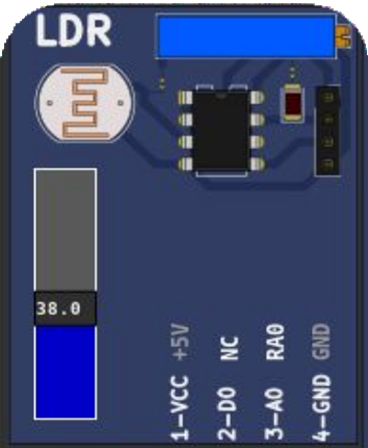 LDR
38.0
1-VCC +5V
2-DO NC
3-AO RA0
4-GND GND